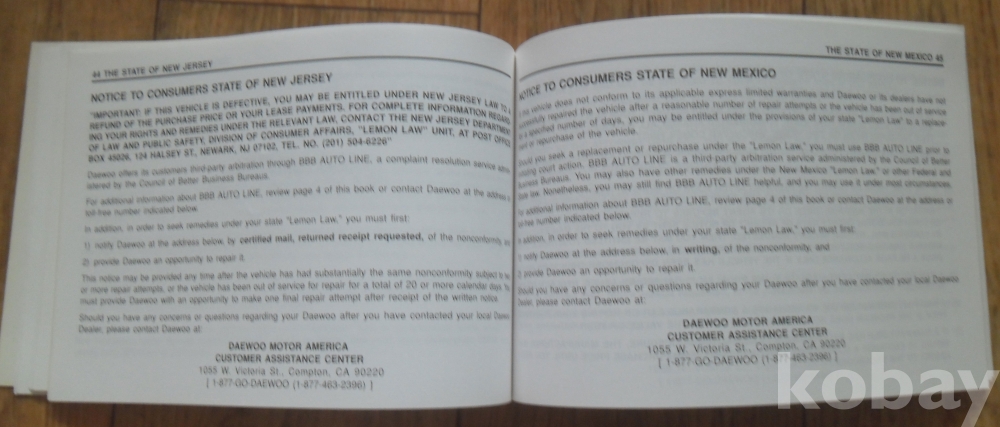 44 THE STATE OF NEW JERSEY
NOTICE TO CONSUMERS STATE OF NEW JERSEY
"IMPORTANT: IF THIS VEHICLE IS DEFECTIVE, YOU MAY BE ENTITLED UNDER NEW JERSEY LAW TO A
REFUND OF THE PURCHASE PRICE OR YOUR LEASE PAYMENTS. FOR COMPLETE INFORMATION REGARD-
ING YOUR RIGHTS AND REMEDIES UNDER THE RELEVANT LAW, CONTACT THE NEW JERSEY DEPARTMENT
OF LAW AND PUBLIC SAFETY, DIVISION OF CONSUMER AFFAIRS, "LEMON LAW" UNIT, AT POST OFFICE
BOX 45026, 124 HALSEY ST., NEWARK, NJ 07102, TEL. NO. (201) 504-6226"
Daewoo offers its customers third-party arbitration through BBB AUTO LINE, a complaint resolution service admin-
istered by the Council of Better Business Bureaus.
For additional information about BBB AUTO LINE, review page 4 of this book or contact Daewoo at the address or
toll-free number indicated below.
In addition, in order to seek remedies under your state "Lemon Law," you must first:
1) notify Daewoo at the address below, by certified mail, returned receipt requested, of the nonconformity, and
2) provide Daewoo an opportunity to repair it.
This notice may be provided any time after the vehicle has had substantially the same nonconformity subject to
or more repair attempts, or the vehicle has been out of service for repair for a total of 20 or more calendar days. You
must provide Daewoo with an opportunity to make one final repair attempt after receipt of the written notice.
Should you have any concerns or questions regarding your Daewoo after you have contacted your local Daewoo
Dealer, please contact Daewoo at:
DAEWOO MOTOR AMERICA
CUSTOMER ASSISTANCE CENTER
1055 W. Victoria St., Compton, CA 90220
[ 1-877-GO-DAEWOO (1-877-463-2396) ]
THE STATE OF NEW MEXICO 45
NOTICE TO CONSUMERS STATE OF NEW MEXICO
If the vehicle does not conform to its applicable express limited warranties and Daewoo or its dealers have not
successfully repaired the vehicle after a reasonable number of repair attempts or the vehicle has been out of service
for a specified number of days, you may be entitled under the provisions of your state "Lemon Law" to a replace-
ment or repurchase of the vehicle.
Should you seek a replacement or repurchase under the "Lemon Law," you must use BBB AUTO LINE prior to
pursuing court action. BBB AUTO LINE is a third-party arbitration service administered by the Council of Better
Business Bureaus. You may also have other remedies under the New Mexico "Lemon Law," or other Federal and
State law. Nonetheless, you may still find BBB AUTO LINE helpful, and you may use it under most circumstances.
For additional information about BBB AUTO LINE, review page 4 of this book or contact Daewoo at the address or
toll-free number indicated below.
In addition, in order to seek remedies under your state "Lemon Law," you must first:
1) notify Daewoo at the address below, in writing, of the nonconformity, and
2) provide Daewoo an opportunity to repair it.
Should you have any concerns or questions regarding your Daewoo after you have contacted your local Daewoo
Dealer, please contact Daewoo at:
DAEWOO MOTOR AMERICA
CUSTOMER ASSISTANCE CENTER
1055 W. Victoria St., Compton, CA 90220
[ 1-877-GO-DAEWOO (1-877-463-2396) ]
kobay